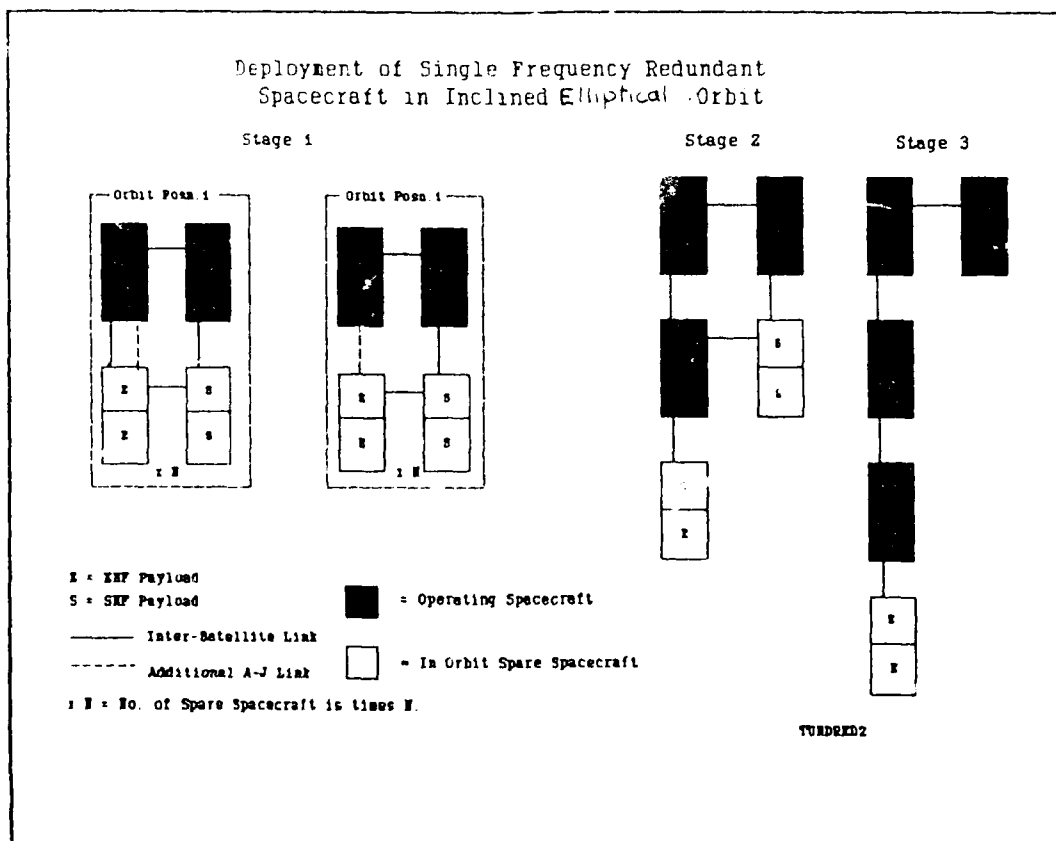 Deployment of Single Frequency Redundant
Spacecraft in Inclined Elliptical Orbit
Stage 1
Stage 2
Stage 3
Orbit Posn.1
Orbit Posn.1
E
S
E
S
x N
E
S
E
S
x N
S
E
E
E
E = EHF Payload
S = SHF Payload
Inter-Satellite Link
Additional A-J Link
x N = No. of Spare Spacecraft is times N.
= Operating Spacecraft
= In Orbit Spare Spacecraft
TUNDRED2